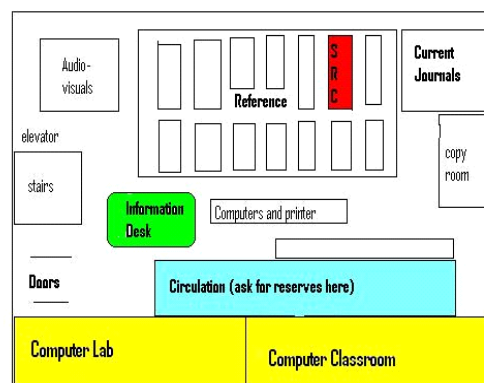 Audio-
visuals
S
R
C
Reference
Current
Journals
elevator
stairs
copy
room
Information
Desk
Computers and printer
Doors
Circulation (ask for reserves here)
Computer Lab
Computer Classroom